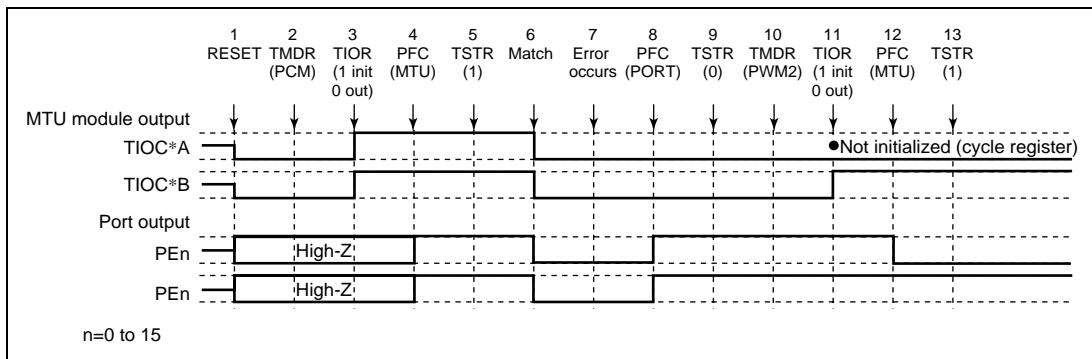 1 2 3 4 5 6 7 8 9 10 11 12 13
RESET TMDR TIOR PFC TSTR Match Error PFC TSTR TMDR TIOR PFC TSTR
(PCM) (1 init (MTU) (1) occurs (PORT) (0) (PWM2) (1 init (MTU) (1)
0 out) 0 out)
MTU module output
TIOC*A ●Not initialized (cycle register)
TIOC*B
Port output
PEn High-Z
PEn High-Z
n=0 to 15